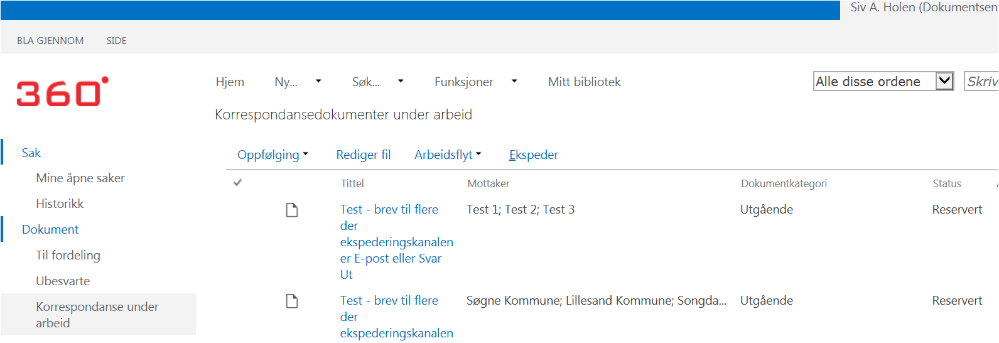 Siv A. Holen (Dokumentsen
BLA GJENNOM SIDE
360°
Hjem Ny... Søk... Funksjoner Mitt bibliotek Alle disse ordene Skriv
Korrespondansedokumenter under arbeid
Sak
Mine åpne saker
Historikk
Dokument
Til fordeling
Ubesvarte
Korrespondanse under
arbeid
Oppfølging Rediger fil Arbeidsflyt Ekspeder
Tittel Mottaker Dokumentkategori Status
Test - brev til flere Test 1; Test 2; Test 3 Utgående Reservert
der
ekspederingskanalen
er E-post eller Svar
Ut
Test - brev til flere Søgne Kommune; Lillesand Kommune; Songda... Utgående Reservert
der
ekspederingskanalen